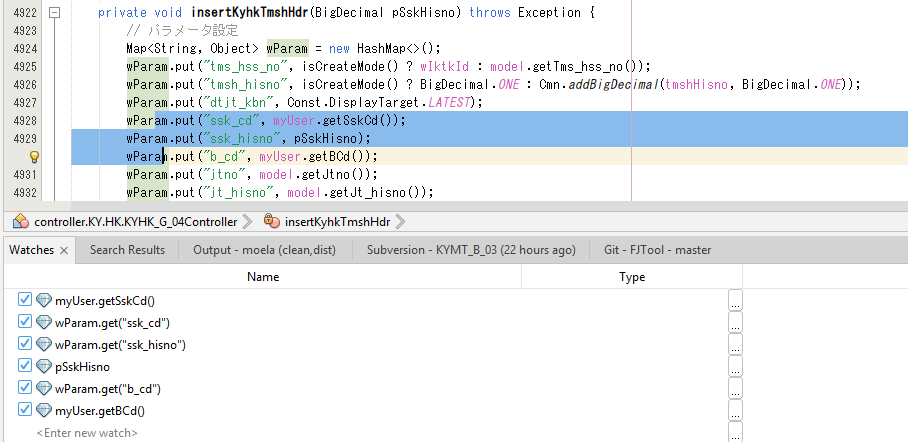 4922
private void insertKyhkTmshHdr(BigDecimal pSskHisno) throws Exception {
4923
// パラメータ設定
4924
Map<String, Object> wParam = new HashMap<>();
4925
wParam.put("tms_hss_no", isCreateMode() ? wIktkId : model.getTms_hss_no());
4926
wParam.put("tmsh_hisno", isCreateMode() ? BigDecimal.ONE : Cmn.addBigDecimal(tmshHisno, BigDecimal.ONE));
4927
wParam.put("dtjt_kbn", Const.DisplayTarget.LATEST);
4928
wParam.put("ssk_cd", myUser.getSskCd());
4929
wParam.put("ssk_hisno", pSskHisno);
wParam.put("b_cd", myUser.getBCd());
4931
wParam.put("jtno", model.getJtno());
4932
wParam.put("jt_hisno", model.getJt_hisno());
controller.KY.HK.KYHK_G_04Controller
insertKyhkTmshHdr
Watches ×
Search Results
Output - moela (clean,dist)
Subversion - KYMT_B_03 (22 hours ago)
Git - FJTool - master
Name
Type
myUser.getSskCd()
...
wParam.get("ssk_cd")
...
wParam.get("ssk_hisno")
...
pSskHisno
...
wParam.get("b_cd")
...
myUser.getBCd()
...
<Enter new watch>